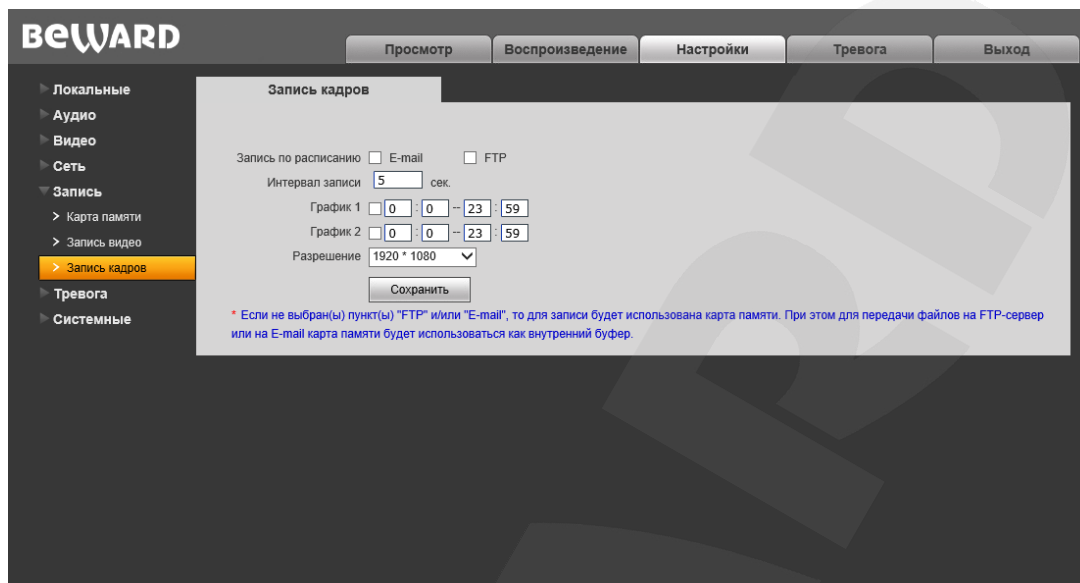 BEWARD
Просмотр
Воспроизведение
Настройки
Тревога
Выход
Локальные
Аудио
Видео
Сеть
Запись
> Карта памяти
> Запись видео
> Запись кадров
Тревога
Системные
Запись кадров
Запись по расписанию E-mail FTP
Интервал записи 5 сек.
График 1 0 : 0 -- 23 : 59
График 2 0 : 0 -- 23 : 59
Разрешение 1920 * 1080
Сохранить
* Если не выбран(ы) пункт(ы) "FTP" и/или "E-mail", то для записи будет использована карта памяти. При этом для передачи файлов на FTP-сервер
или на E-mail карта памяти будет использоваться как внутренний буфер.